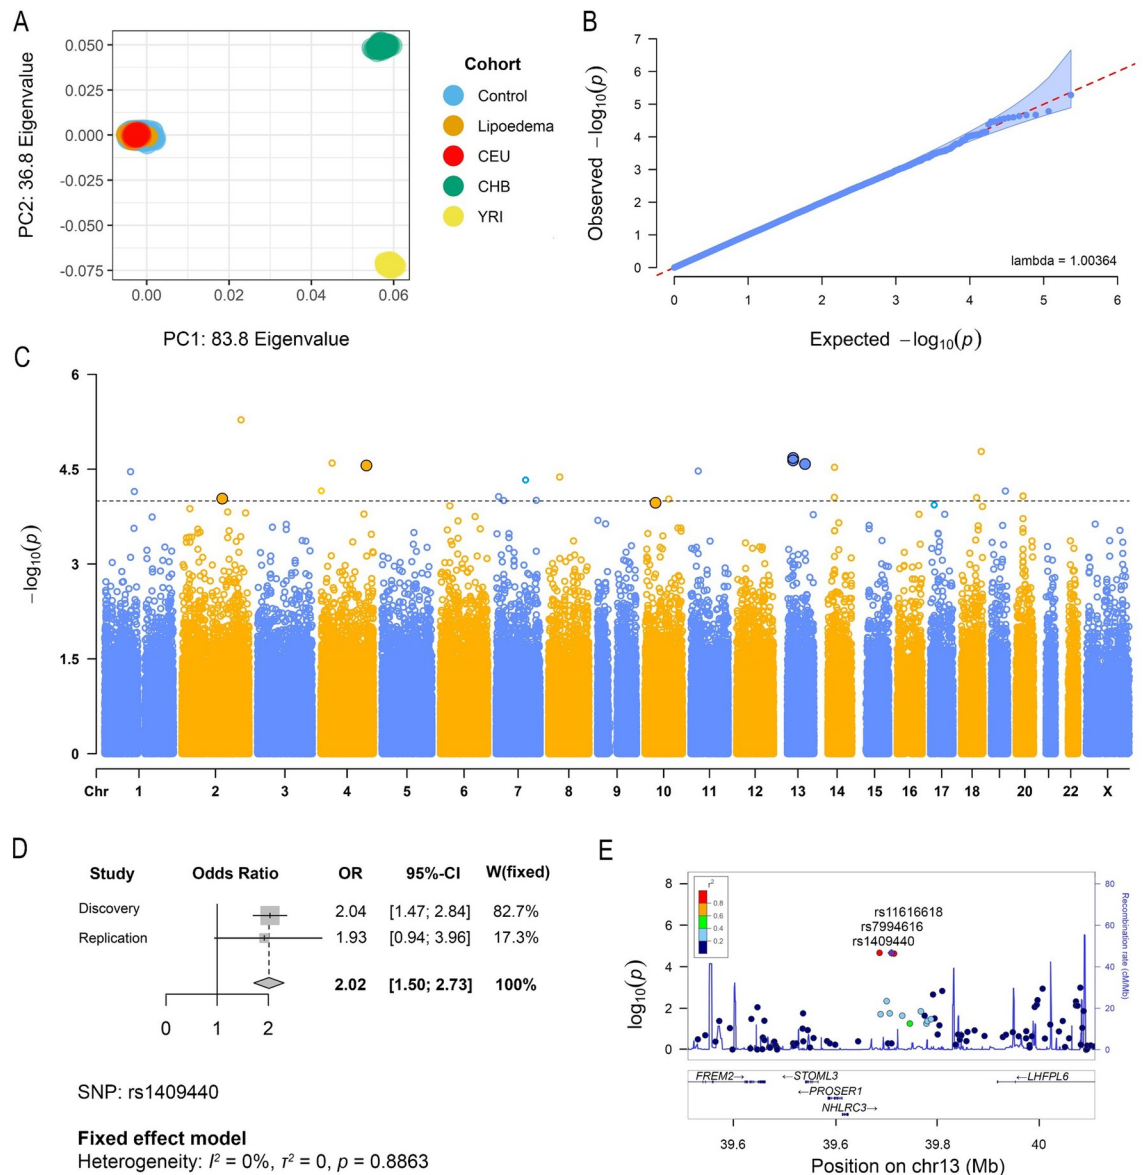 A
PC2: 36.8 Eigenvalue
0.050
0.025
0.000
-0.025
-0.050
-0.075
0.00 0.02 0.04 0.06
PC1: 83.8 Eigenvalue
Cohort
Control
Lipoedema
CEU
CHB
YRI
B
Observed −log10(p)
7
6
5
4
3
2
1
0
lambda = 1.00364
0 1 2 3 4 5 6
Expected −log10(p)
C
−log10(p)
6
4.5
3
1.5
0
Chr 1 2 3 4 5 6 7 8 9 10 11 12 13 14 15 16 17 18 20 22 X
D
Study Odds Ratio OR 95%-CI W(fixed)
Discovery 2.04 [1.47; 2.84] 82.7%
Replication 1.93 [0.94; 3.96] 17.3%
2.02 [1.50; 2.73] 100%
0 1 2
SNP: rs1409440
Fixed effect model
Heterogeneity: I² = 0%, τ² = 0, p = 0.8863
E
log10(p)
8
6
4
2
0
r²
0.8
0.6
0.4
0.2
rs11616618
rs7994616
rs1409440
80
60
40
20
0
Recombination rate (cM/Mb)
FREM2→ ←STOML3 ←LHFPL6
←PROSER1
NHLRC3→
39.6 39.6 39.8 40
Position on chr13 (Mb)